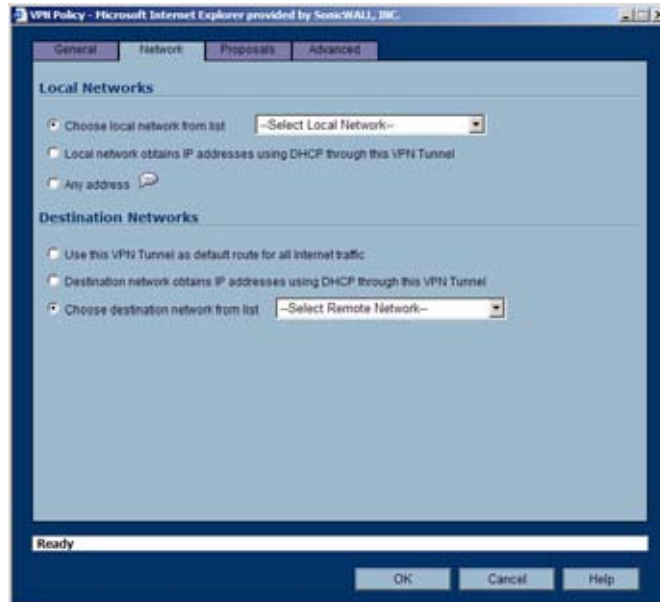 VPN Policy - Microsoft Internet Explorer provided by SonicWALL, INC.
General Network Proposals Advanced
Local Networks
Choose local network from list --Select Local Network--
Local network obtains IP addresses using DHCP through this VPN Tunnel
Any address
Destination Networks
Use this VPN Tunnel as default route for all Internet traffic
Destination network obtains IP addresses using DHCP through this VPN Tunnel
Choose destination network from list --Select Remote Network--
Ready
OK Cancel Help